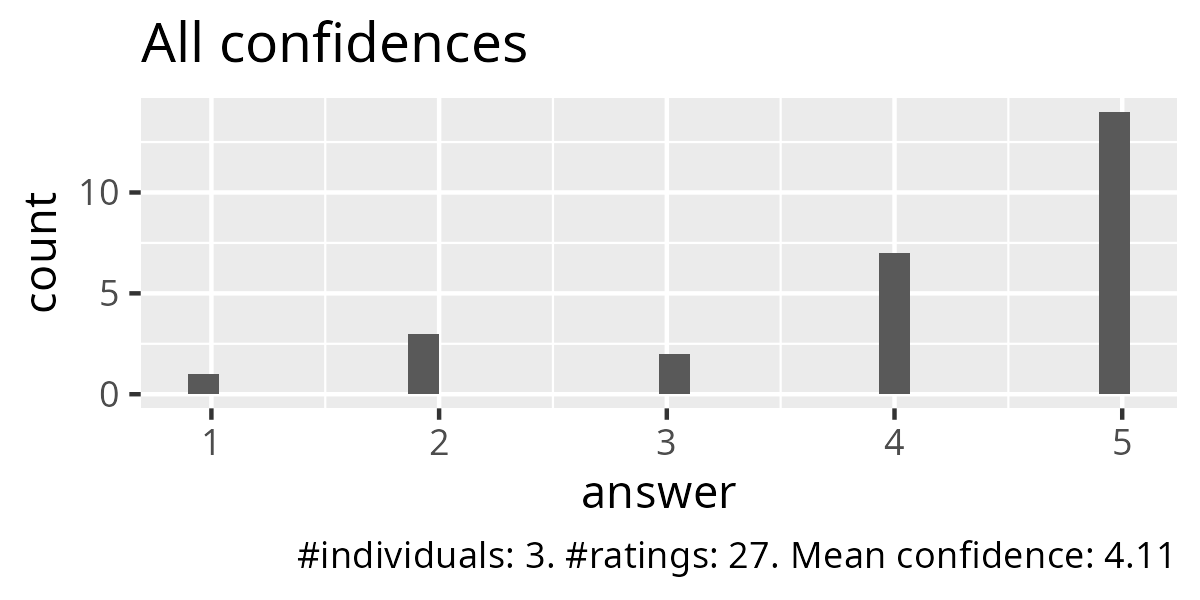 All confidences
count
10
5
0
1 2 3 4 5
answer
#individuals: 3. #ratings: 27. Mean confidence: 4.11